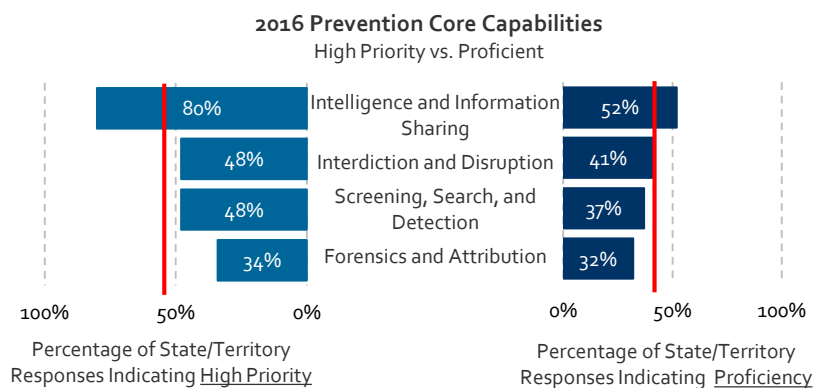 2016 Prevention Core Capabilities
High Priority vs. Proficient
80%
Intelligence and Information
Sharing
52%
48%
Interdiction and Disruption
41%
48%
Screening, Search, and
Detection
37%
34%
Forensics and Attribution
32%
100%
50%
0%
0%
50%
100%
Percentage of State/Territory
Responses Indicating High Priority
Percentage of State/Territory
Responses Indicating Proficiency